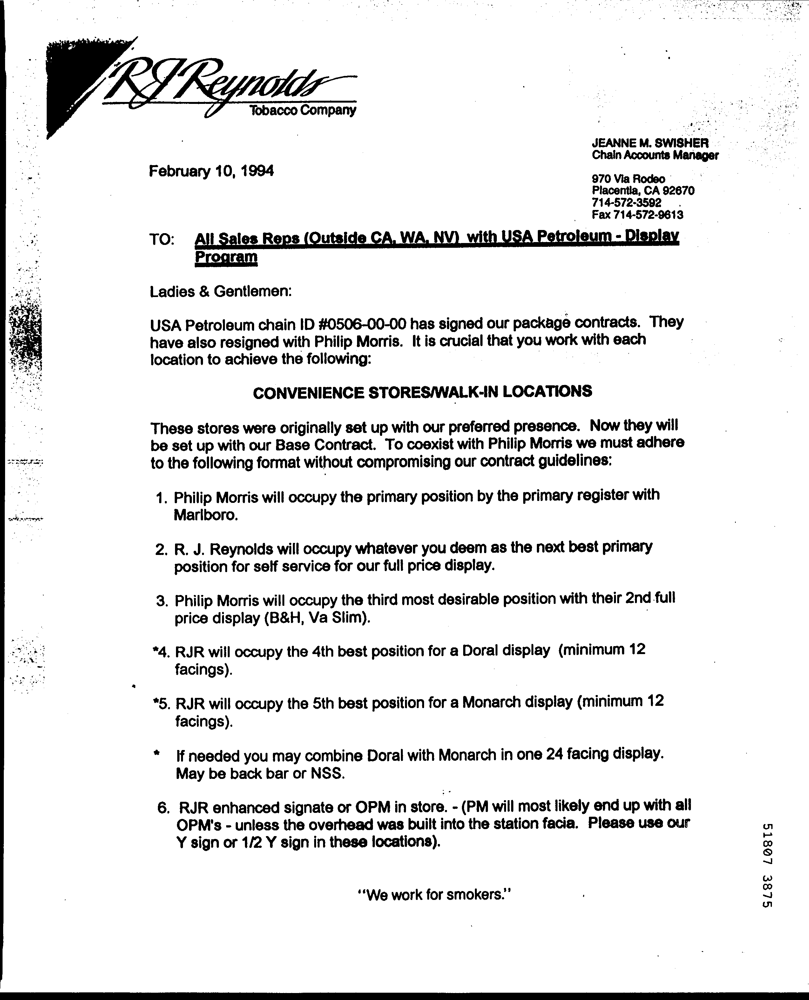 RJReynolds
Tobacco Company
JEANNE M. SWISHER
Chain Accounts Manager
February 10, 1994
970 Via Rodeo
Placentia, CA 92670
714-572-3592
Fax 714-572-9613
TO: All Sales Reps (Outside CA, WA, NV) with USA Petroleum - Display
Program
Ladies & Gentlemen:
USA Petroleum chain ID #0506-00-00 has signed our package contracts. They
have also resigned with Philip Morris. It is crucial that you work with each
location to achieve the following:
CONVENIENCE STORES/WALK-IN LOCATIONS
These stores were originally set up with our preferred presence. Now they will
be set up with our Base Contract. To coexist with Philip Morris we must adhere
to the following format without compromising our contract guidelines:
1. Philip Morris will occupy the primary position by the primary register with
Marlboro.
2. R. J. Reynolds will occupy whatever you deem as the next best primary
position for self service for our full price display.
3. Philip Morris will occupy the third most desirable position with their 2nd full
price display (B&H, Va Slim).
*4. RJR will occupy the 4th best position for a Doral display (minimum 12
facings).
*5. RJR will occupy the 5th best position for a Monarch display (minimum 12
facings).
* If needed you may combine Doral with Monarch in one 24 facing display.
May be back bar or NSS.
6. RJR enhanced signate or OPM in store. - (PM will most likely end up with all
OPM's - unless the overhead was built into the station facia. Please use our
Y sign or 1/2 Y sign in these locations).
"We work for smokers."
51807 3875